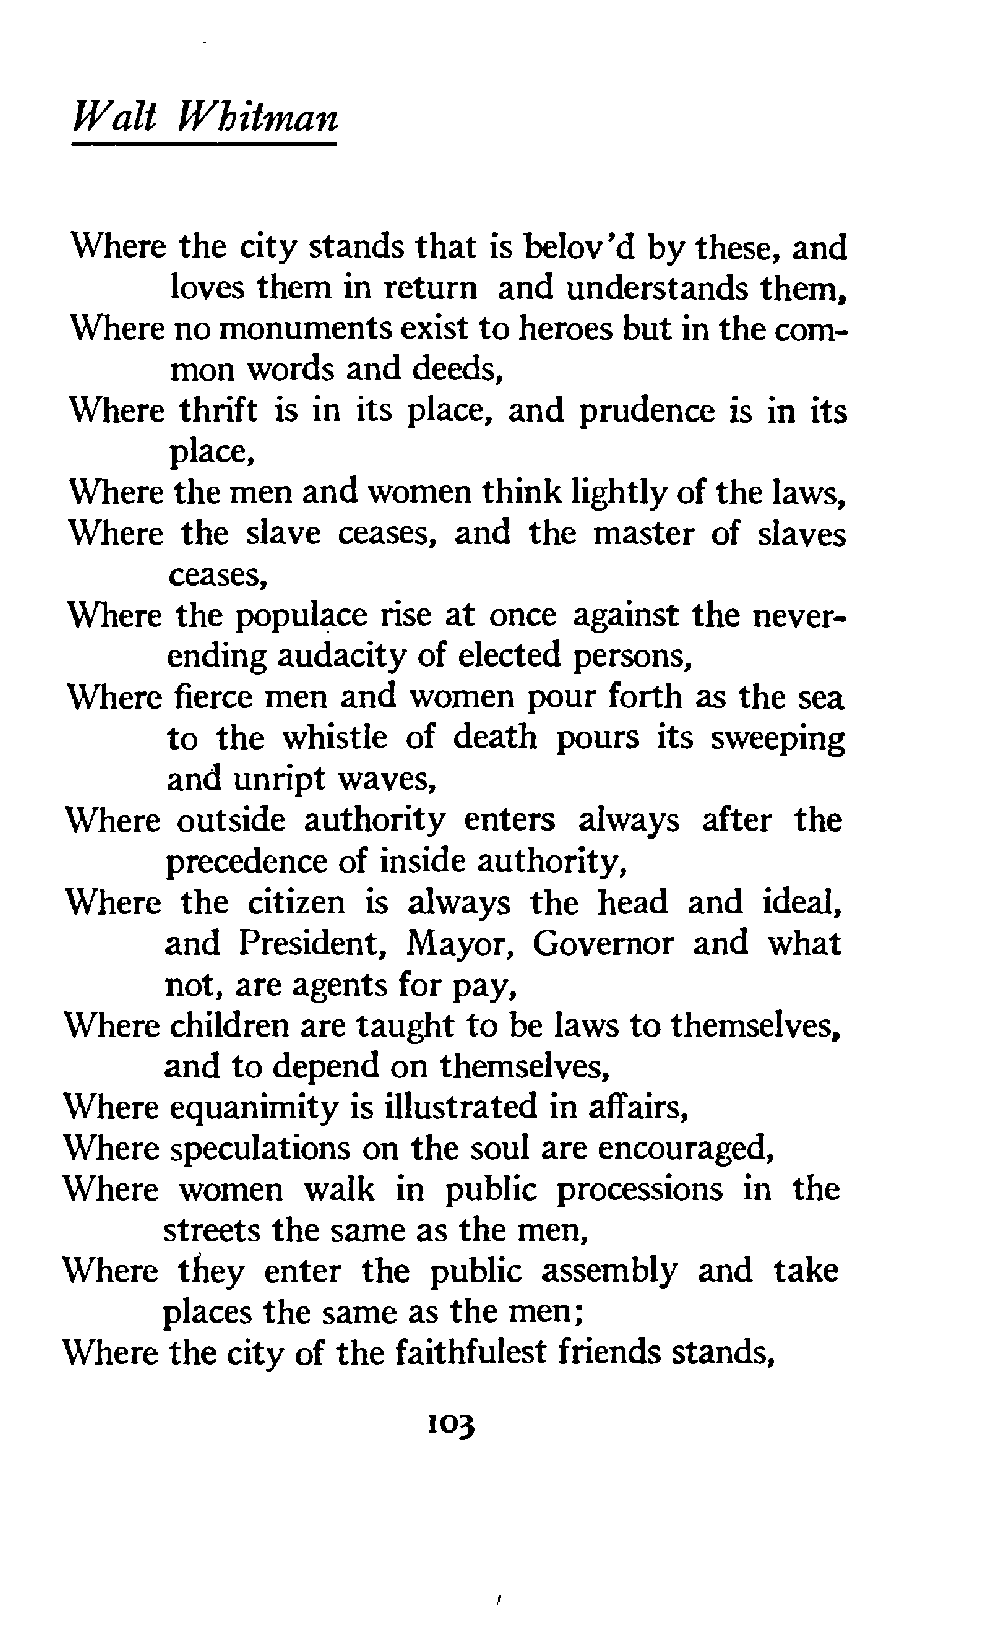 Walt Whitman
Where the city stands that is belov'd by these, and
loves them in return and understands them,
Where no monuments exist to heroes but in the com-
mon words and deeds,
Where thrift is in its place, and prudence is in its
place,
Where the men and women think lightly of the laws,
Where the slave ceases, and the master of slaves
ceases,
Where the populace rise at once against the never-
ending audacity of elected persons,
Where fierce men and women pour forth as the sea
to the whistle of death pours its sweeping
and unript waves,
Where outside authority enters always after the
precedence of inside authority,
Where the citizen is always the head and ideal,
and President, Mayor, Governor and what
not, are agents for pay,
Where children are taught to be laws to themselves,
and to depend on themselves,
Where equanimity is illustrated in affairs,
Where speculations on the soul are encouraged,
Where women walk in public processions in the
streets the same as the men,
Where they enter the public assembly and take
places the same as the men;
Where the city of the faithfulest friends stands,
103